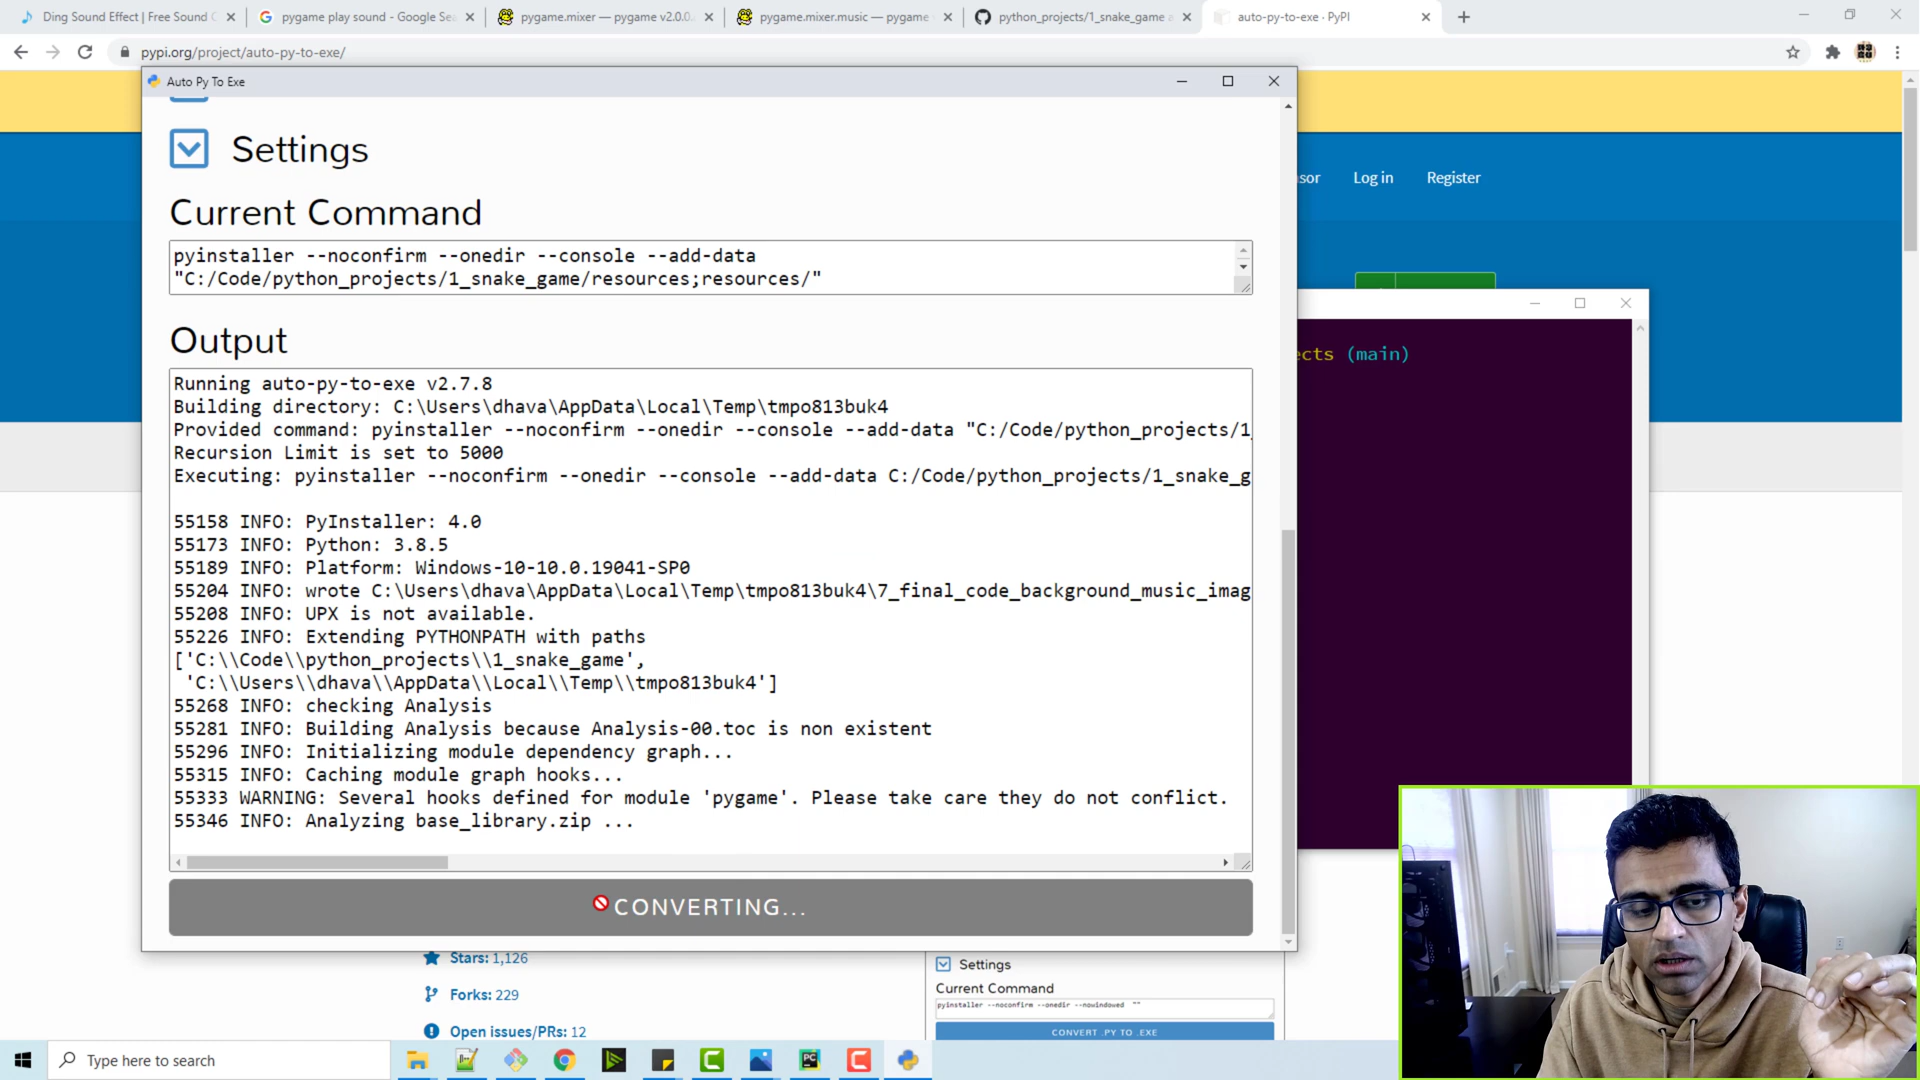 Ding Sound Effect | Free Sound C
pygame play sound - Google Sea
pygame.mixer — pygame v2.0.0.
pygame.mixer.music — pygame
python_projects/1_snake_game a
auto-py-to-exe · PyPI
pypi.org/project/auto-py-to-exe/
Auto Py To Exe
Settings
Log in
Register
Current Command
pyinstaller --noconfirm --onedir --console --add-data
"C:/Code/python_projects/1_snake_game/resources;resources/"
Output
ects (main)
Running auto-py-to-exe v2.7.8
Building directory: C:\Users\dhava\AppData\Local\Temp\tmpo813buk4
Provided command: pyinstaller --noconfirm --onedir --console --add-data "C:/Code/python_projects/1_
Recursion Limit is set to 5000
Executing: pyinstaller --noconfirm --onedir --console --add-data C:/Code/python_projects/1_snake_g
55158 INFO: PyInstaller: 4.0
55173 INFO: Python: 3.8.5
55189 INFO: Platform: Windows-10-10.0.19041-SP0
55204 INFO: wrote C:\Users\dhava\AppData\Local\Temp\tmpo813buk4\7_final_code_background_music_imag
55208 INFO: UPX is not available.
55226 INFO: Extending PYTHONPATH with paths
['C:\\Code\\python_projects\\1_snake_game',
'C:\\Users\\dhava\\AppData\\Local\\Temp\\tmpo813buk4']
55268 INFO: checking Analysis
55281 INFO: Building Analysis because Analysis-00.toc is non existent
55296 INFO: Initializing module dependency graph...
55315 INFO: Caching module graph hooks...
55333 WARNING: Several hooks defined for module 'pygame'. Please take care they do not conflict.
55346 INFO: Analyzing base_library.zip ...
CONVERTING...
Stars: 1,126
Forks: 229
Open issues/PRs: 12
Settings
Current Command
pyinstaller --noconfirm --onedir --nowindowed ""
CONVERT .PY TO .EXE
Type here to search